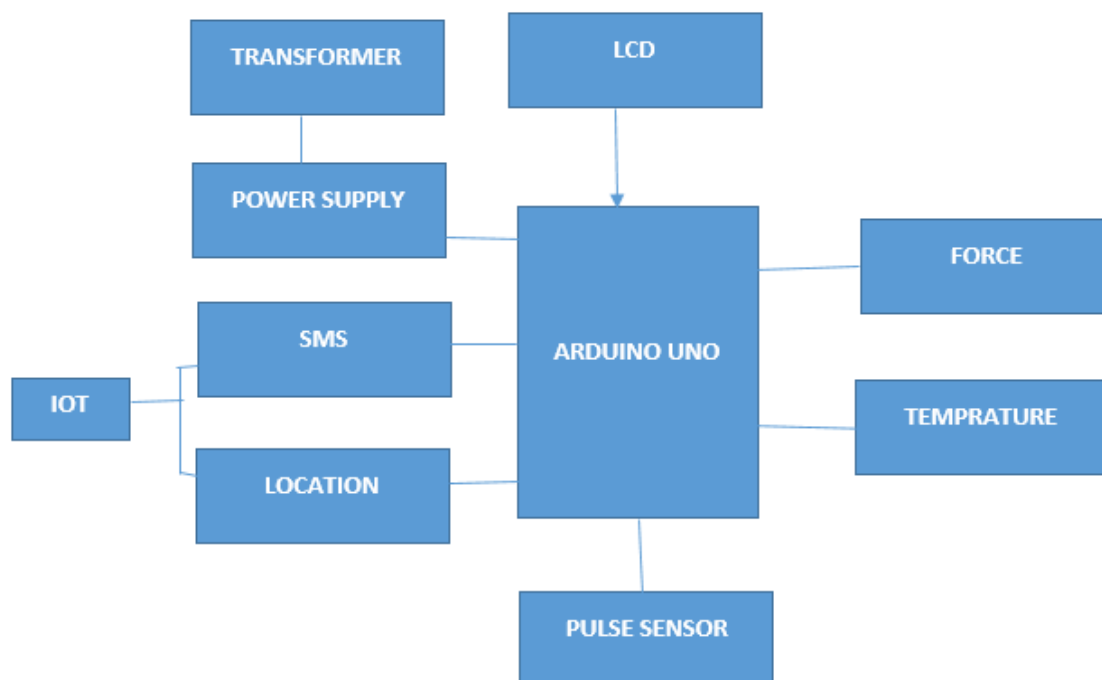 TRANSFORMER
LCD
POWER SUPPLY
FORCE
SMS
ARDUINO UNO
IOT
TEMPRATURE
LOCATION
PULSE SENSOR